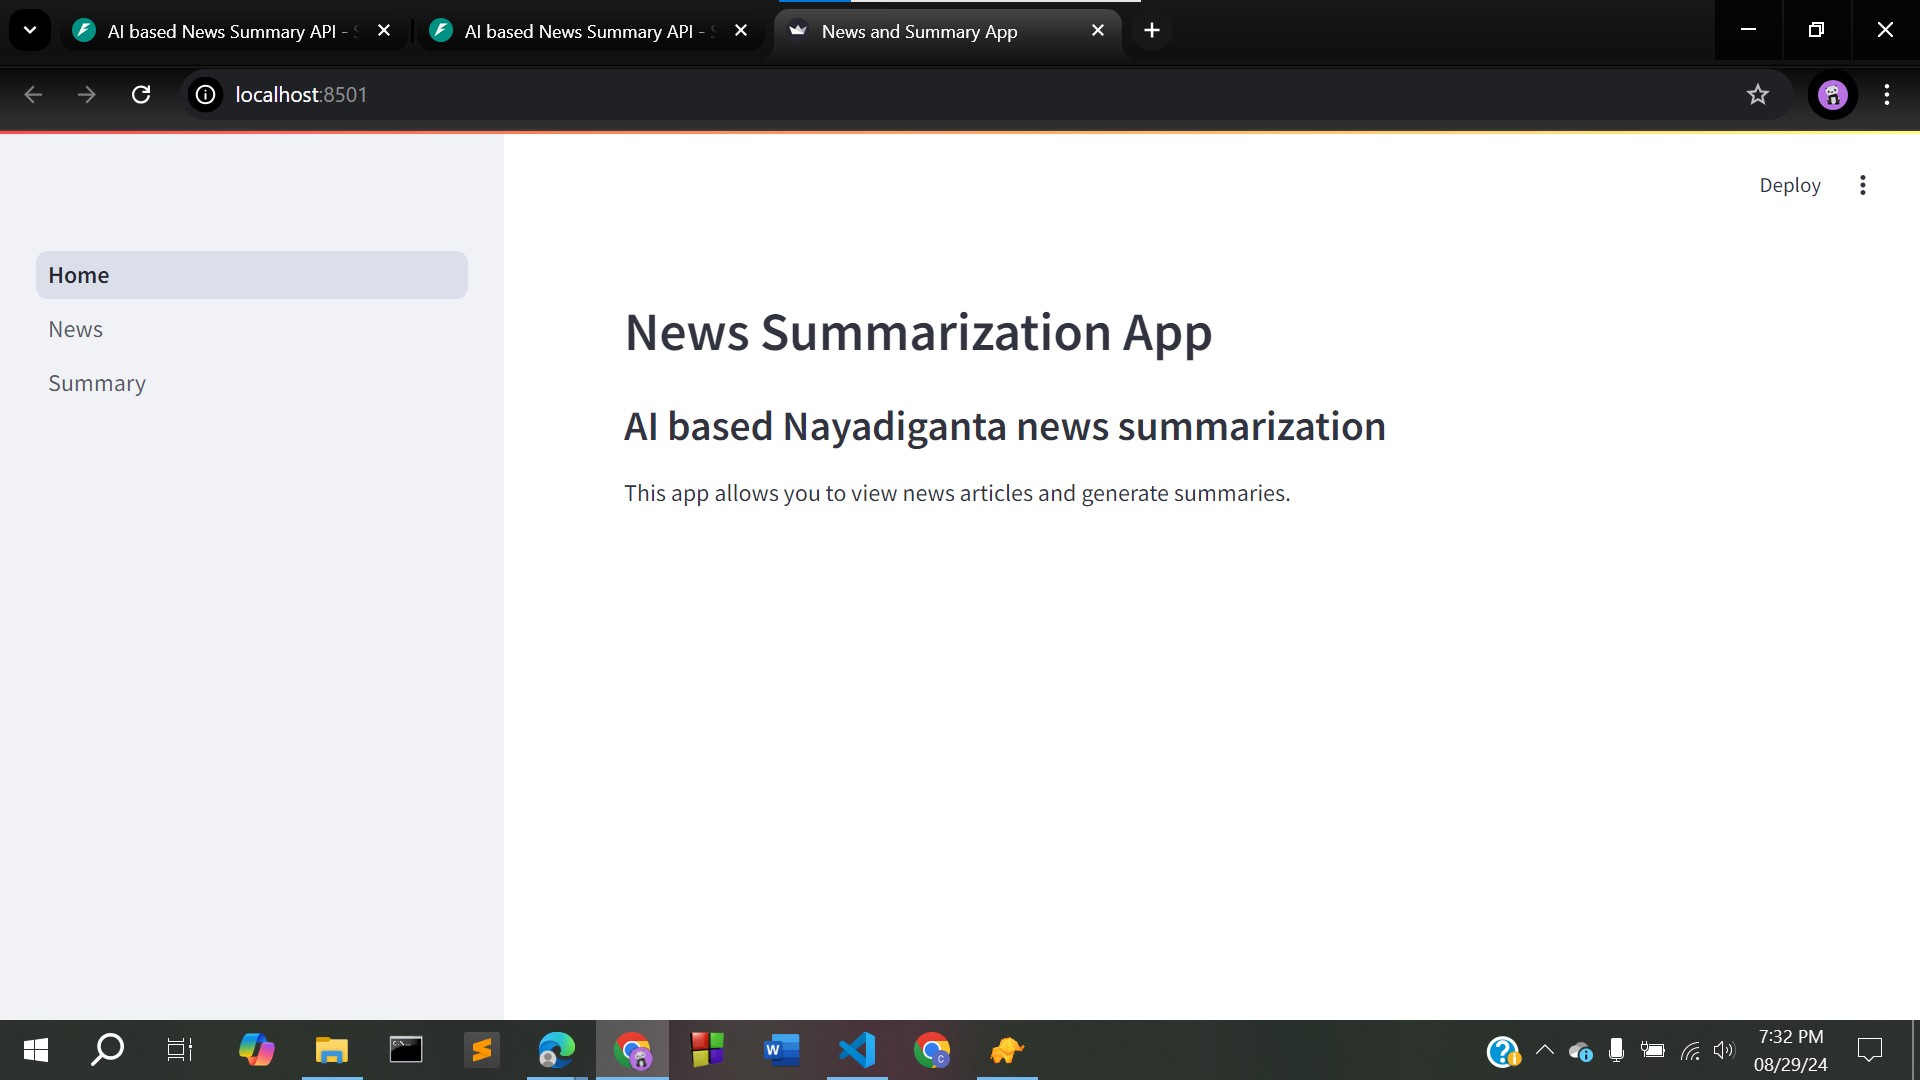 AI based News Summary API -
AI based News Summary API -
News and Summary App
localhost:8501
Deploy
Home
News
Summary
News Summarization App
AI based Nayadiganta news summarization
This app allows you to view news articles and generate summaries.
7:32 PM
08/29/24